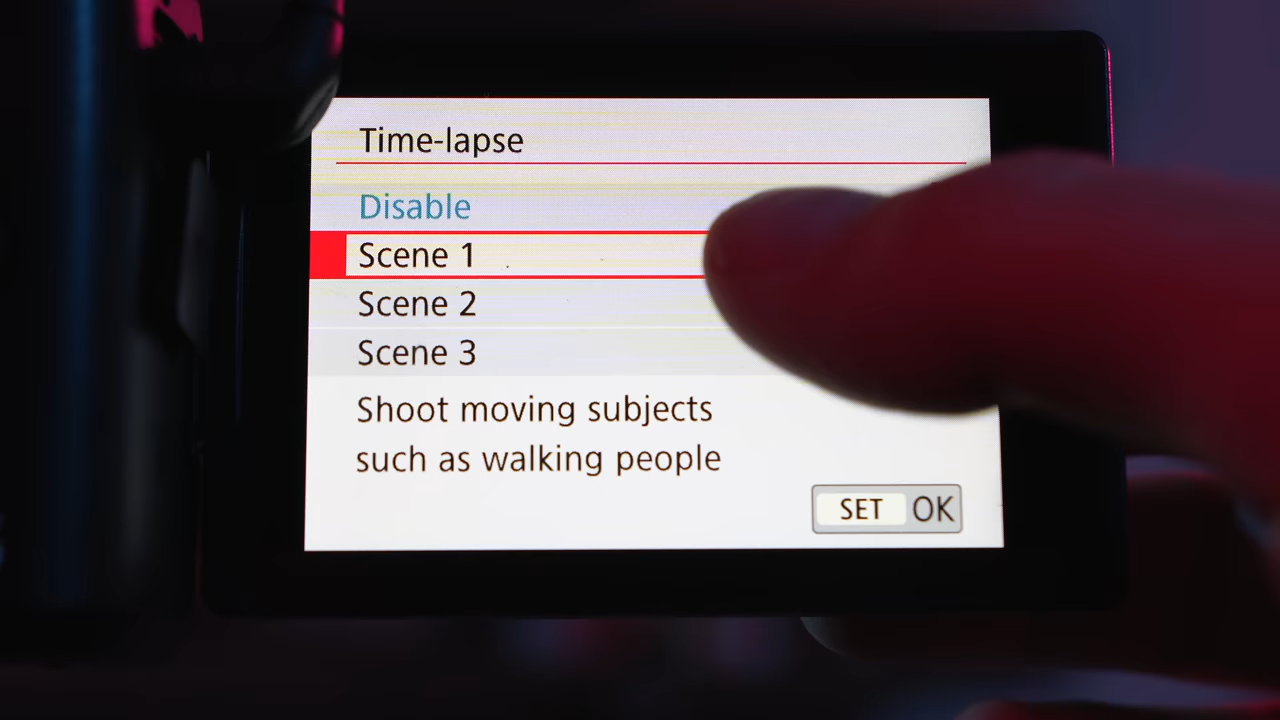 Time-lapse
Disable
Scene 1
Scene 2
Scene 3
Shoot moving subjects
such as walking people
SET OK